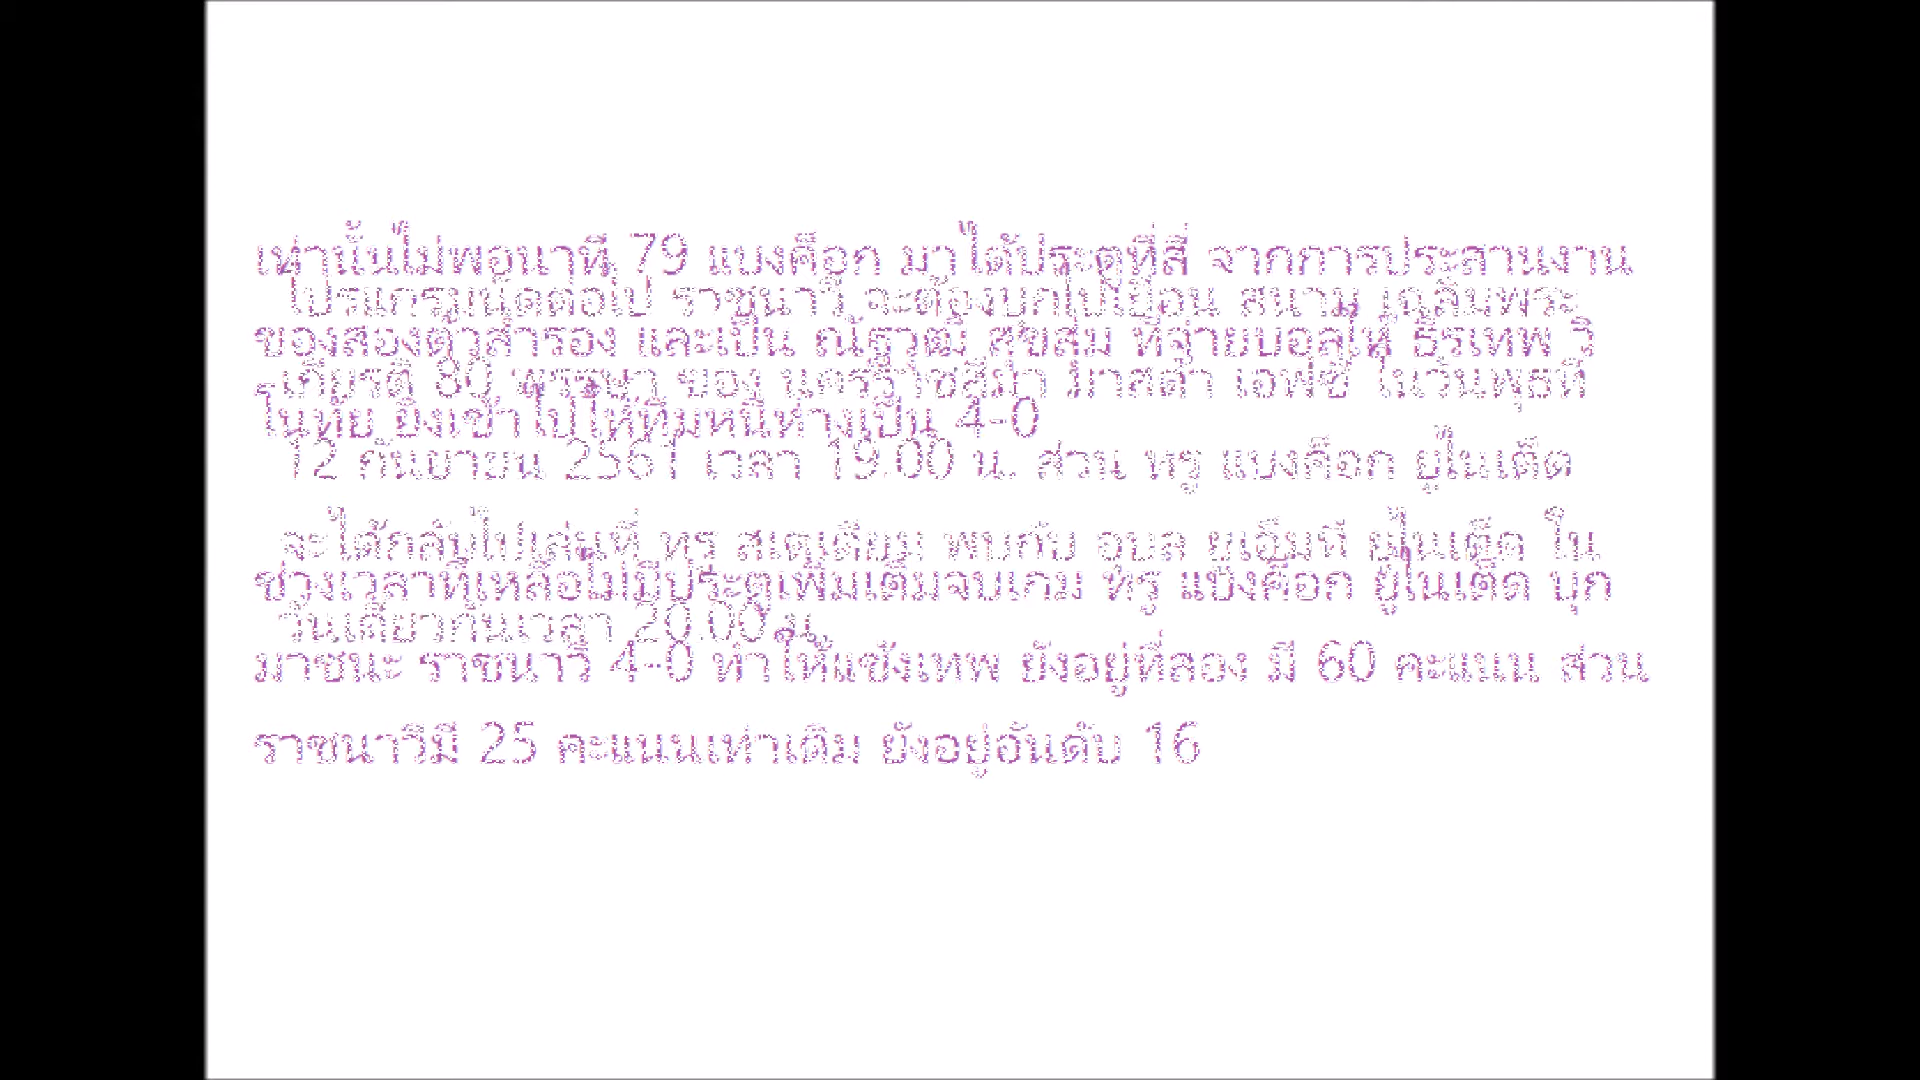 เท่านั้นไม่พอนาที 79 แบงค็อก มาได้ประตูที่สี่ จากการประสานงาน
โปรแกรมนัดต่อไป ราชนาวี จะต้องบุกไปเยือน สนาม เฉลิมพระ
ของสองตัวสำรอง และเป็น ณัฐวุฒิ สุขสุ่ม ที่จ่ายบอลให้ ธีรเทพ วิ
เกียรติ 80 พรรษา ของ นครราชสีมา มาสด้า เอฟซี ในวันพุธที่
โนทัย ยิงเข้าไปให้ทีมหนีห่างเป็น 4-0
12 กันยายน 2561 เวลา 19.00 น. ส่วน ทรู แบงค็อก ยูไนเต็ด
จะได้กลับไปเล่นที่ ทรู สเตเดียม พบกับ อุบล ยูเอ็มที ยูไนเต็ด ใน
ช่วงเวลาที่เหลือไม่มีประตูเพิ่มเติมจบเกม ทรู แบงค็อก ยูไนเต็ด บุก
วันเดียวกันเวลา 20.00 น.
มาชนะ ราชนาวี 4-0 ทำให้แข้งเทพ ยังอยู่ที่สอง มี 60 คะแนน ส่วน
ราชนาวีมี 25 คะแนนเท่าเดิม ยังอยู่อันดับ 16